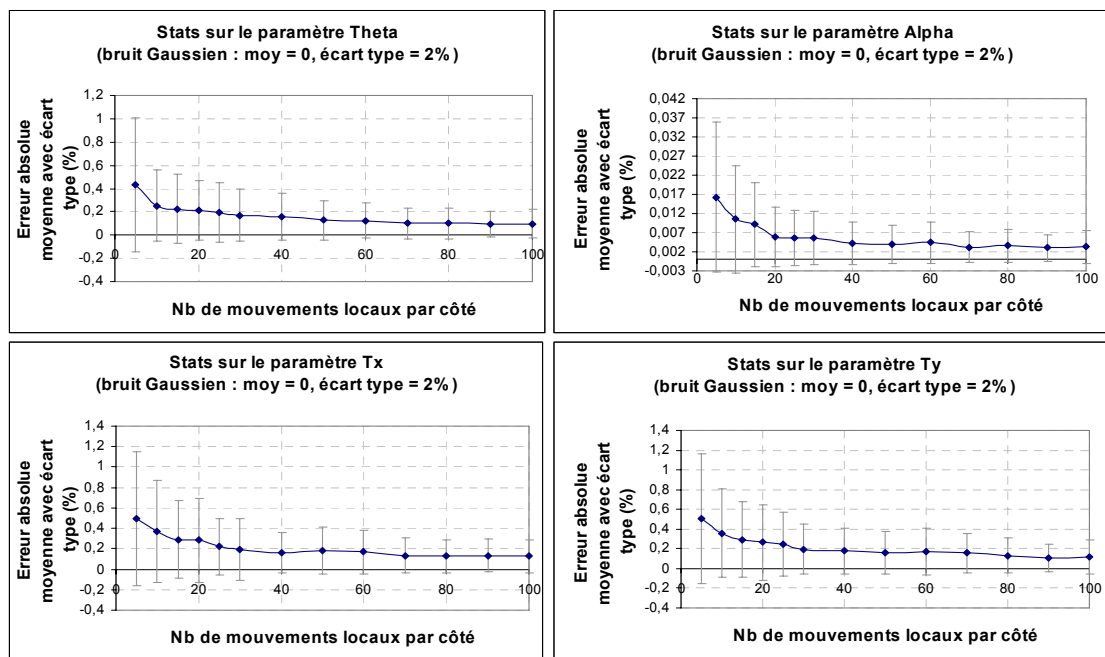 Stats sur le paramètre Theta
(bruit Gaussien : moy = 0, écart type = 2%)
Erreur absolue
moyenne avec écart
type (%)
1,2
1
0,8
0,6
0,4
0,2
0
-0,2
-0,4
0
20
40
60
80
100
Nb de mouvements locaux par côté
Stats sur le paramètre Alpha
(bruit Gaussien : moy = 0, écart type = 2%)
Erreur absolue
moyenne avec écart
type (%)
0,042
0,037
0,032
0,027
0,022
0,017
0,012
0,007
0,002
-0,003
0
20
40
60
80
100
Nb de mouvements locaux par côté
Stats sur le paramètre Tx
(bruit Gaussien : moy = 0, écart type = 2%)
Erreur absolue
moyenne avec écart
type (%)
1,4
1,2
1
0,8
0,6
0,4
0,2
0
-0,2
-0,4
0
20
40
60
80
100
Nb de mouvements locaux par côté
Stats sur le paramètre Ty
(bruit Gaussien : moy = 0, écart type = 2%)
Erreur absolue
moyenne avec écart
type (%)
1,4
1,2
1
0,8
0,6
0,4
0,2
0
-0,2
-0,4
0
20
40
60
80
100
Nb de mouvements locaux par côté